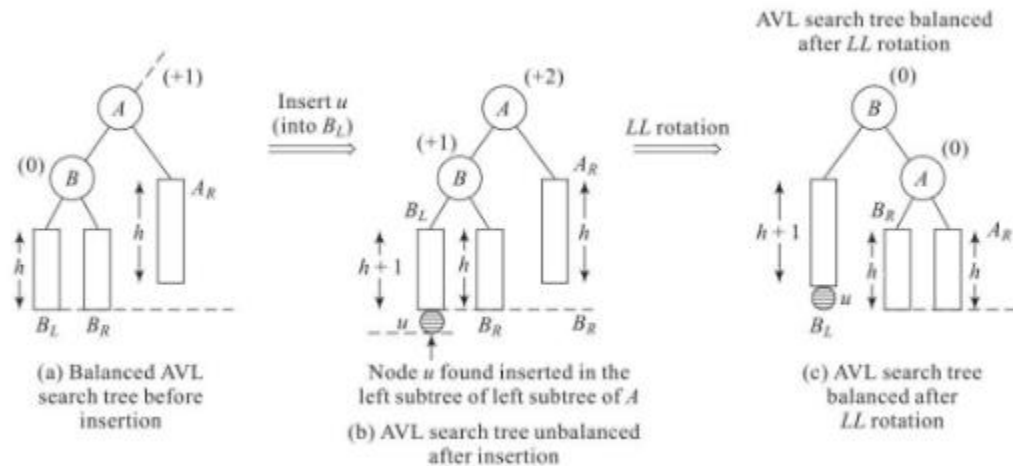 AVL search tree balanced
after LL rotation
(+1)
A
(0)
B
A_R
h
h
B_L
B_R
(a) Balanced AVL
search tree before
insertion
Insert u
(into B_L)
(+2)
A
(+1)
B
A_R
B_L
h
h + 1
h
u
B_R
B_R
Node u found inserted in the
left subtree of left subtree of A
(b) AVL search tree unbalanced
after insertion
LL rotation
(0)
B
(0)
A
B_R
A_R
h + 1
h
h
u
B_L
(c) AVL search tree
balanced after
LL rotation